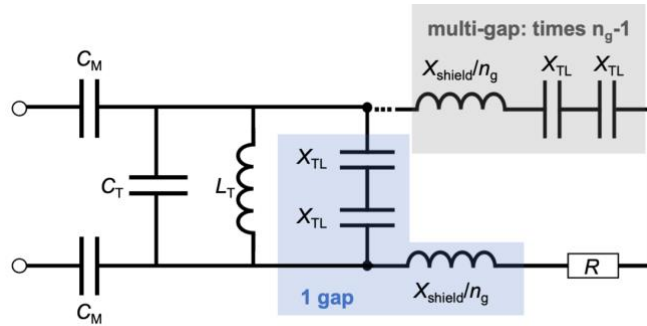 multi-gap: times n_g-1
C_M
X_shield/n_g
X_TL
X_TL
X_TL
C_T
L_T
X_TL
C_M
1 gap
X_shield/n_g
R